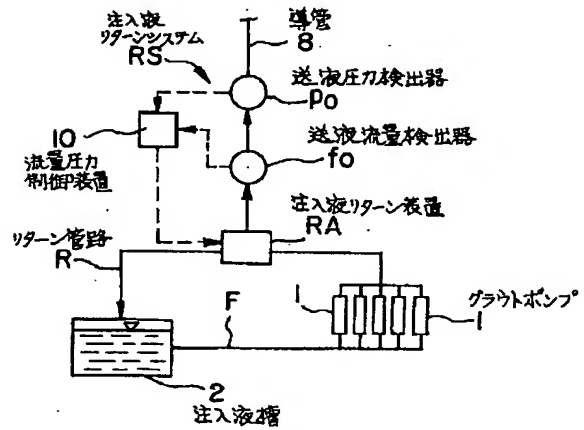 注入液
リターンシステム
RS
導管
8
送液圧力検出器
Po
10
流量圧力
制御装置
送液流量検出器
fo
注入液リターン装置
RA
リターン管路
R
F
1
グラウトポンプ
1
2
注入液槽